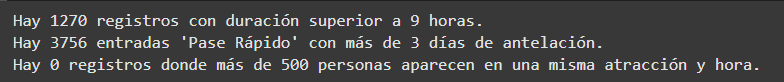 Hay 1270 registros con duración superior a 9 horas.
Hay 3756 entradas 'Pase Rápido' con más de 3 días de antelación.
Hay 0 registros donde más de 500 personas aparecen en una misma atracción y hora.